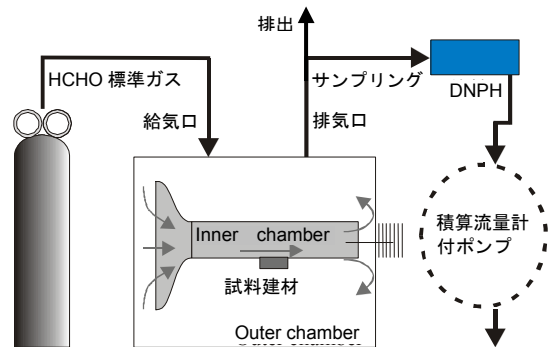 排出
HCHO 標準ガス
サンプリング
DNPH
給気口
排気口
積算流量計
付ポンプ
Inner chamber
試料建材
Outer chamber